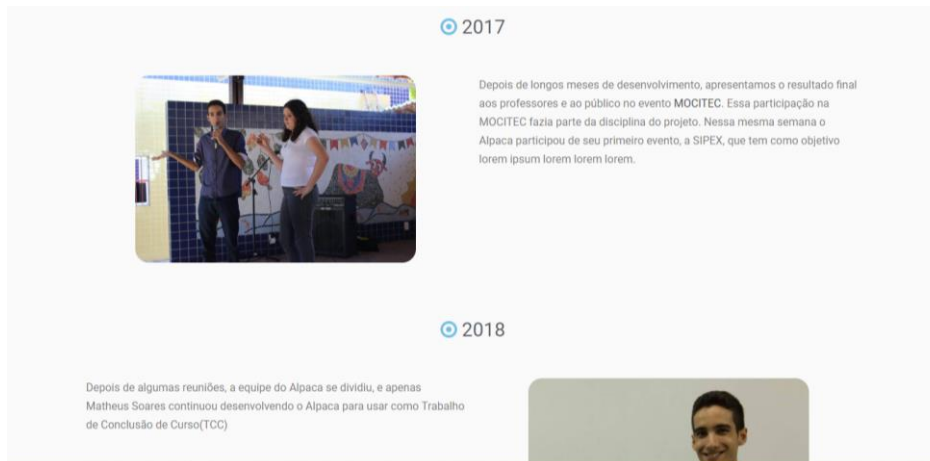 2017
Depois de longos meses de desenvolvimento, apresentamos o resultado final
aos professores e ao público no evento MOCITEC. Essa participação na
MOCITEC fazia parte da disciplina do projeto. Nessa mesma semana o
Alpaca participou de seu primeiro evento, a SIPEX, que tem como objetivo
lorem ipsum lorem lorem lorem.
2018
Depois de algumas reuniões, a equipe do Alpaca se dividiu, e apenas
Matheus Soares continuou desenvolvendo o Alpaca para usar como Trabalho
de Conclusão de Curso(TCC)